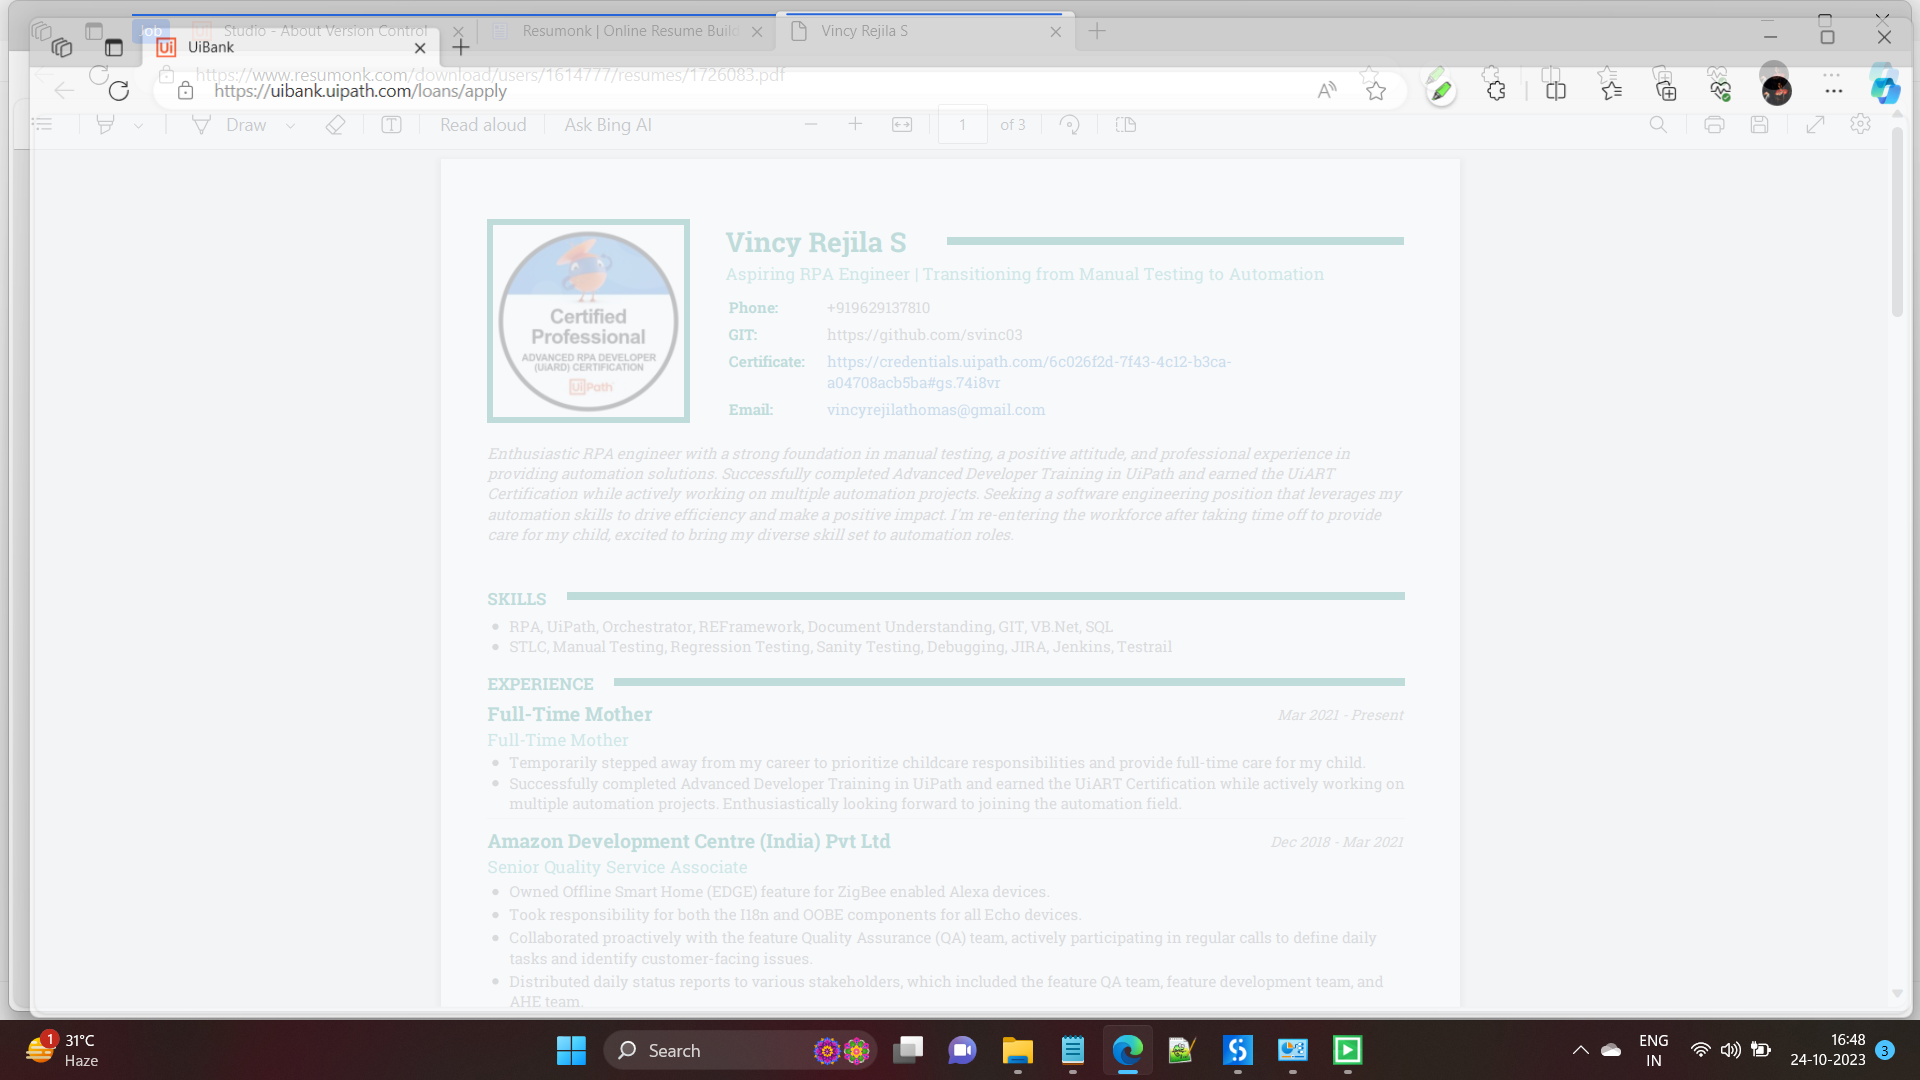 Job
Studio - About Version Control
Resumonk | Online Resume Build
Vincy Rejila S
UiBank
https://www.resumonk.com/download/users/1614777/resumes/1726083.pdf
https://uibank.uipath.com/loans/apply
Draw
Read aloud
Ask Bing AI
1
of 3
Vincy Rejila S
Aspiring RPA Engineer | Transitioning from Manual Testing to Automation
Certified
Professional
ADVANCED RPA DEVELOPER
(UiARD) CERTIFICATION
UiPath
Phone: +919629137810
GIT: https://github.com/svinc03
Certificate: https://credentials.uipath.com/6c026f2d-7f43-4c12-b3ca-
a04708acb5ba#gs.74i8vr
Email: vincyrejilathomas@gmail.com
Enthusiastic RPA engineer with a strong foundation in manual testing, a positive attitude, and professional experience in
providing automation solutions. Successfully completed Advanced Developer Training in UiPath and earned the UiART
Certification while actively working on multiple automation projects. Seeking a software engineering position that leverages my
automation skills to drive efficiency and make a positive impact. I'm re-entering the workforce after taking time off to provide
care for my child, excited to bring my diverse skill set to automation roles.
SKILLS
RPA, UiPath, Orchestrator, REFramework, Document Understanding, GIT, VB.Net, SQL
STLC, Manual Testing, Regression Testing, Sanity Testing, Debugging, JIRA, Jenkins, Testrail
EXPERIENCE
Full-Time Mother Mar 2021 - Present
Full-Time Mother
Temporarily stepped away from my career to prioritize childcare responsibilities and provide full-time care for my child.
Successfully completed Advanced Developer Training in UiPath and earned the UiART Certification while actively working on
multiple automation projects. Enthusiastically looking forward to joining the automation field.
Amazon Development Centre (India) Pvt Ltd Dec 2018 - Mar 2021
Senior Quality Service Associate
Owned Offline Smart Home (EDGE) feature for ZigBee enabled Alexa devices.
Took responsibility for both the I18n and OOBE components for all Echo devices.
Collaborated proactively with the feature Quality Assurance (QA) team, actively participating in regular calls to define daily
tasks and identify customer-facing issues.
Distributed daily status reports to various stakeholders, which included the feature QA team, feature development team, and
AHE team.
1
31°C
Haze
Search
ENG
IN
16:48
24-10-2023
3